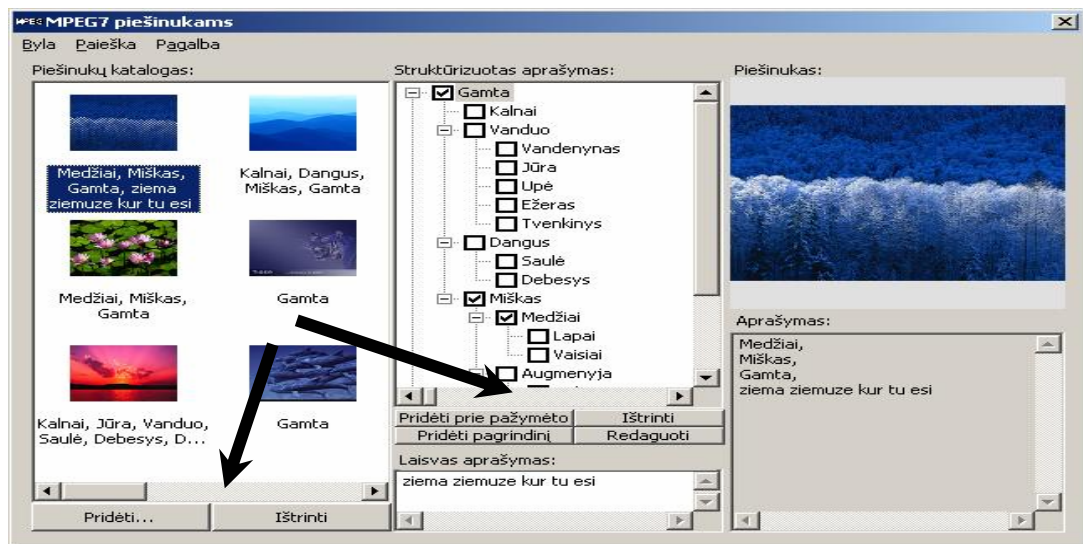 MPEG7 piešinukams
Byla Paieška Pagalba
Piešinukų katalogas:
Medžiai, Miškas,
Gamta, ziema
ziemuze kur tu esi
Kalnai, Dangus,
Miškas, Gamta
Medžiai, Miškas,
Gamta
Gamta
Kalnai, Jūra, Vanduo,
Saulė, Debesys, D...
Gamta
Pridėti...
Ištrinti
Struktūrizuotas aprašymas:
Gamta
Kalnai
Vanduo
Vandenynas
Jūra
Upė
Ežeras
Tvenkinys
Dangus
Saulė
Debesys
Miškas
Medžiai
Lapai
Vaisiai
Augmenyja
Pridėti prie pažymėto
Ištrinti
Pridėti pagrindinį
Redaguoti
Laisvas aprašymas:
ziema ziemuze kur tu esi
Piešinukas:
Aprašymas:
Medžiai,
Miškas,
Gamta,
ziema ziemuze kur tu esi